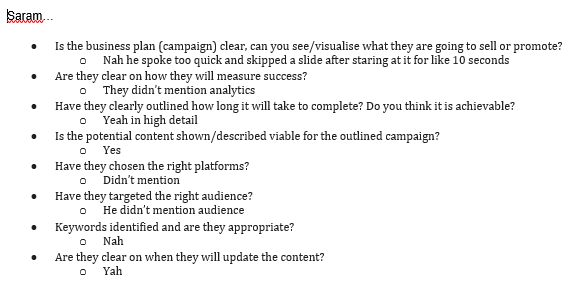 Saram...
• Is the business plan (campaign) clear, can you see/visualise what they are going to sell or promote?
o Nah he spoke too quick and skipped a slide after staring at it for like 10 seconds
• Are they clear on how they will measure success?
o They didn't mention analytics
• Have they clearly outlined how long it will take to complete? Do you think it is achievable?
o Yeah in high detail
• Is the potential content shown/described viable for the outlined campaign?
o Yes
• Have they chosen the right platforms?
o Didn't mention
• Have they targeted the right audience?
o He didn't mention audience
• Keywords identified and are they appropriate?
o Nah
• Are they clear on when they will update the content?
o Yah